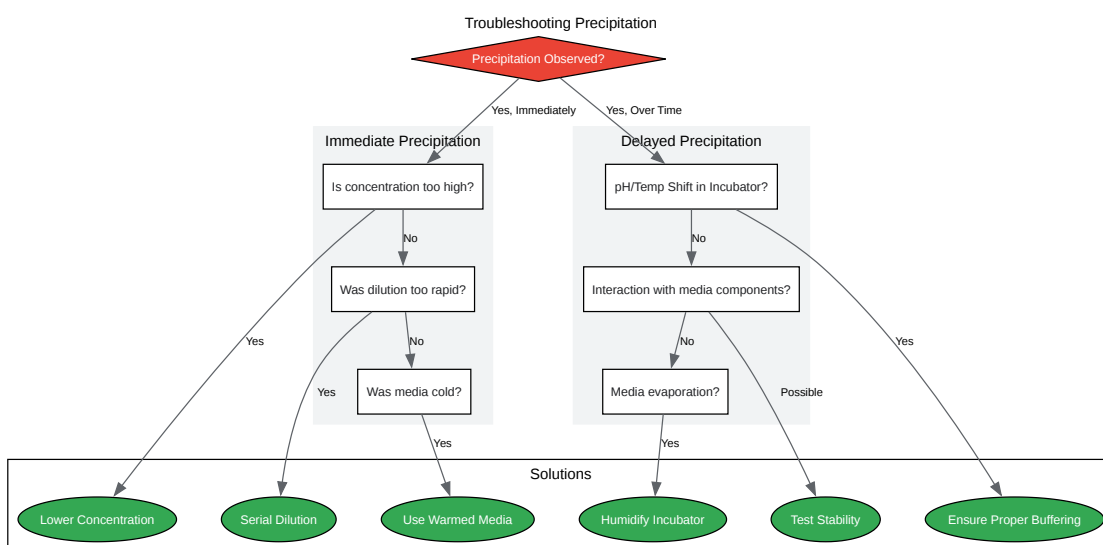 Troubleshooting Precipitation
Precipitation Observed?
Yes, Immediately
Yes, Over Time
Immediate Precipitation
Delayed Precipitation
Is concentration too high?
pH/Temp Shift in Incubator?
No
No
Was dilution too rapid?
Interaction with media components?
Yes
No
No
Yes
Yes
Was media cold?
Media evaporation?
Possible
Yes
Yes
Solutions
Lower Concentration
Serial Dilution
Use Warmed Media
Humidify Incubator
Test Stability
Ensure Proper Buffering